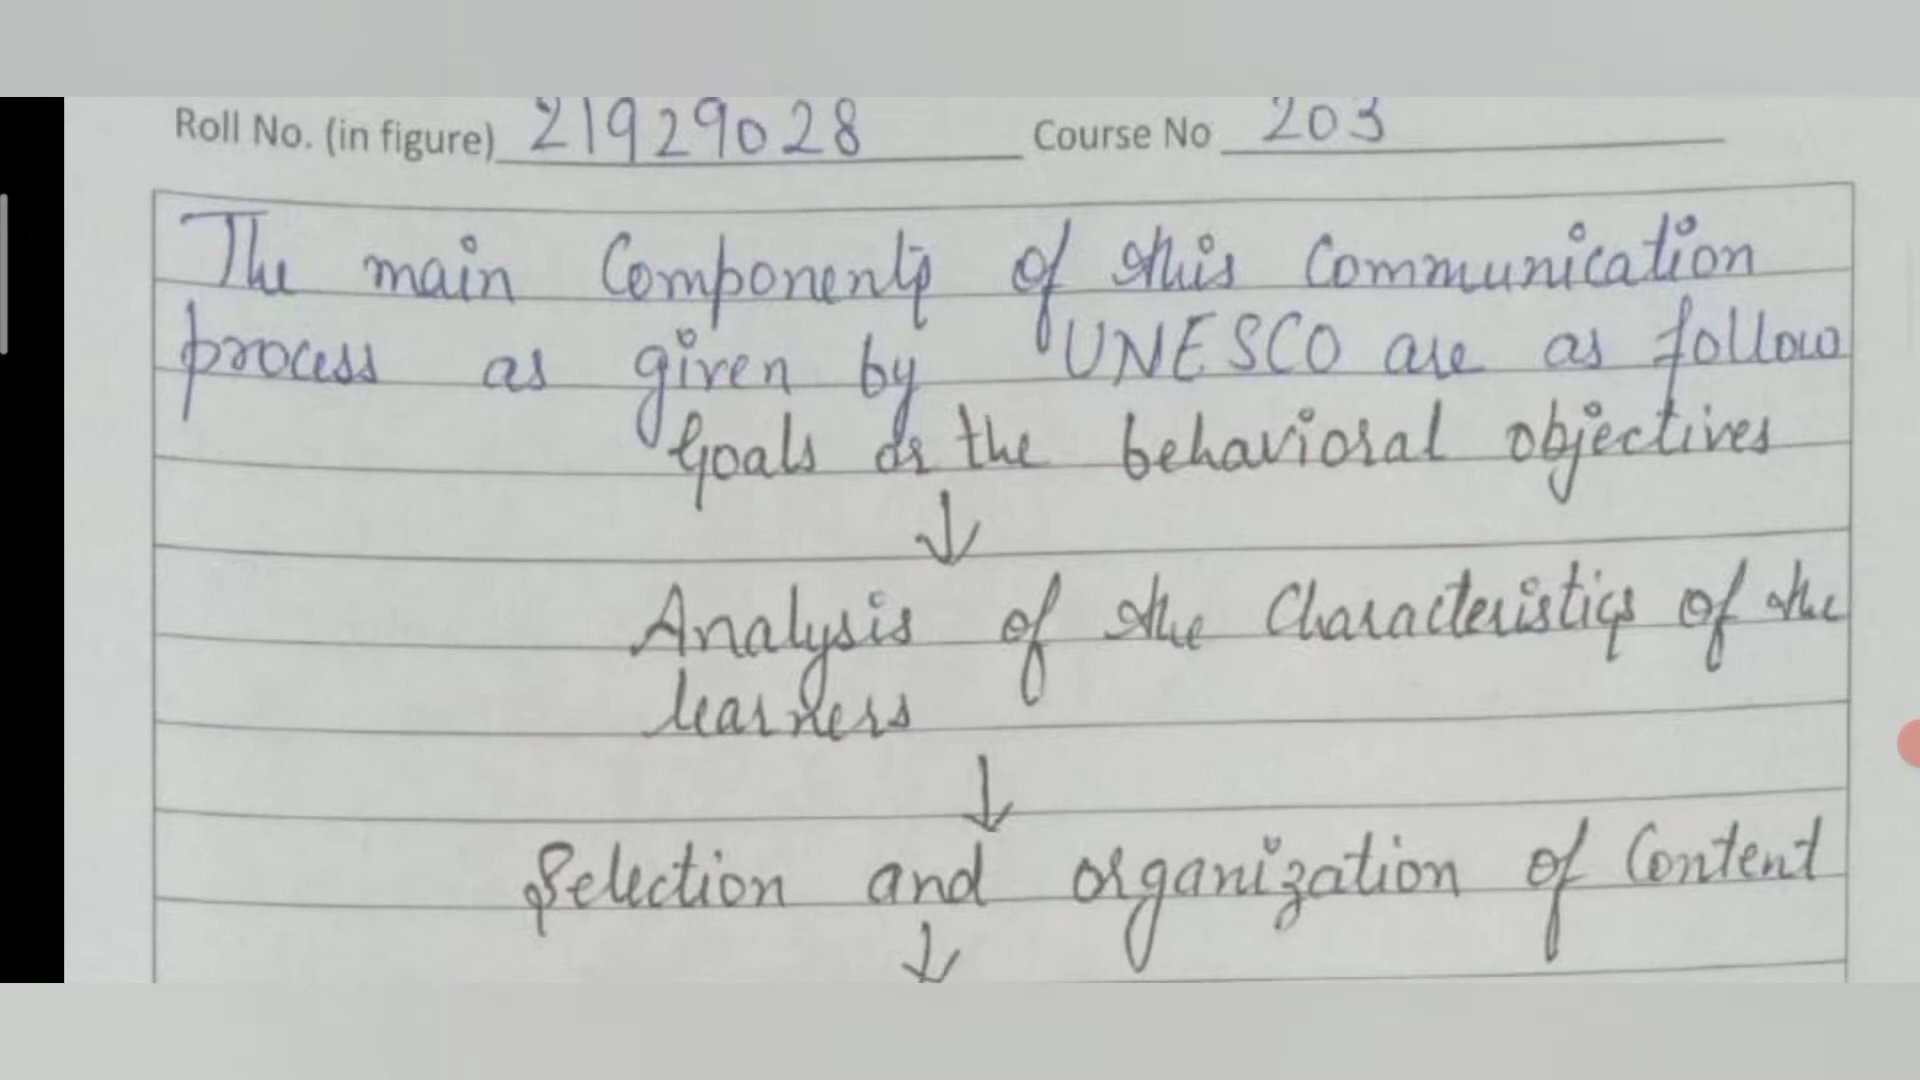 Roll No. (in figure) 21929028 Course No 203
The main Components of this Communication
process as given by UNESCO are as follow
Goals or the behavioral objectives
↓
Analysis of the Characteristics of the
learners
↓
Selection and organization of Content
↓